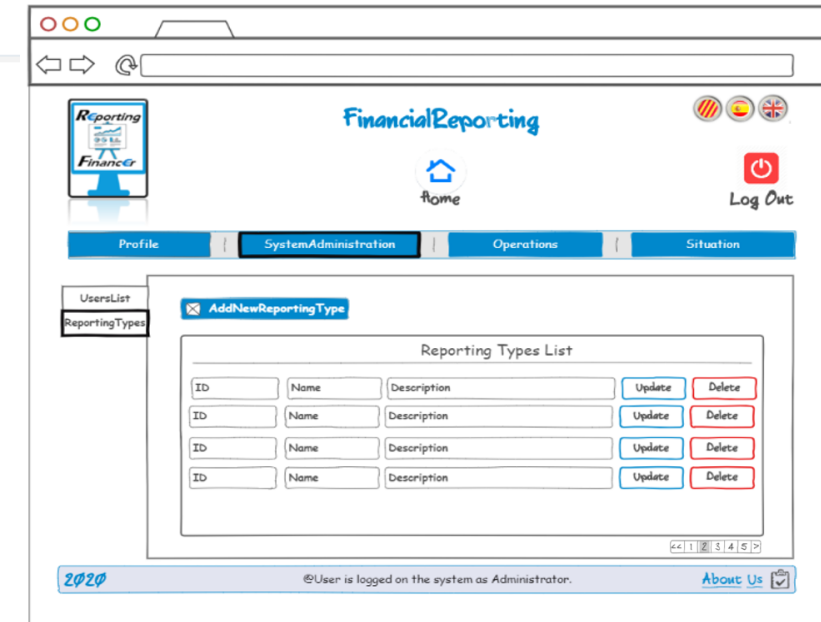 Reporting
Financer
FinancialReporting
Home
Log Out
Profile
SystemAdministration
Operations
Situation
UsersList
ReportingTypes
AddNewReportingType
Reporting Types List
ID Name Description Update Delete
ID Name Description Update Delete
ID Name Description Update Delete
ID Name Description Update Delete
<< 1 2 3 4 5 >
2020
@User is logged on the system as Administrator.
About Us